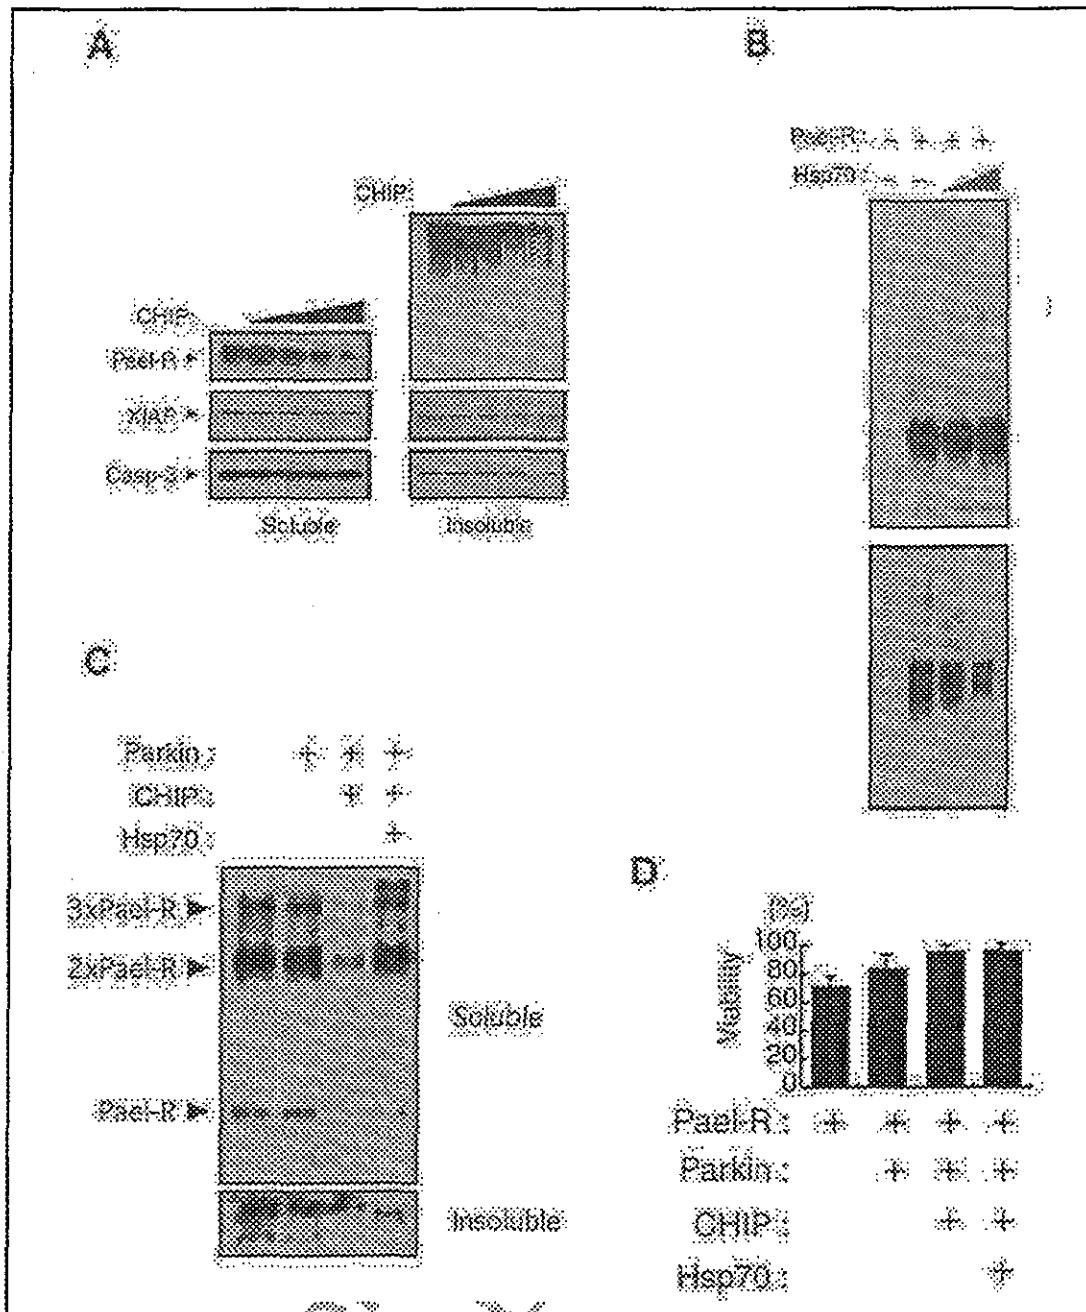 A
B
Pael-R : - + + +
Hsp70 : - -
CHIP:
CHIP:
Pael-R ►
XIAP ►
Casp-3 ►
Soluble
Insoluble
C
Parkin : + + +
CHIP : + +
Hsp70 : +
3xPael-R ►
2xPael-R ►
Soluble
Pael-R ►
Insoluble
D
(%)
100
80
60
40
20
0
Viability
Pael-R : + + + +
Parkin : + + +
CHIP : + +
Hsp70 : +